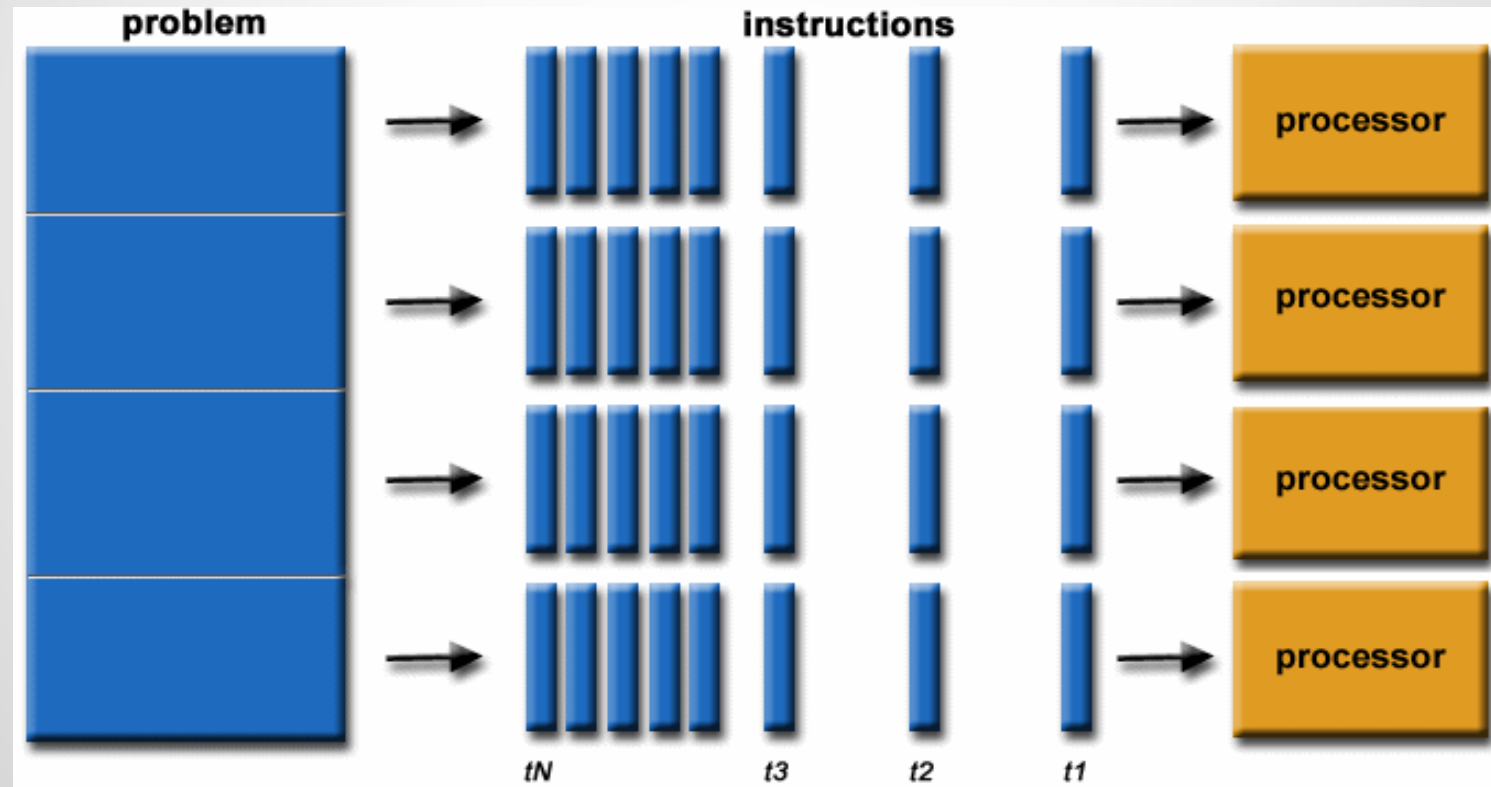 problem
instructions
processor
processor
processor
processor
tN t3 t2 t1